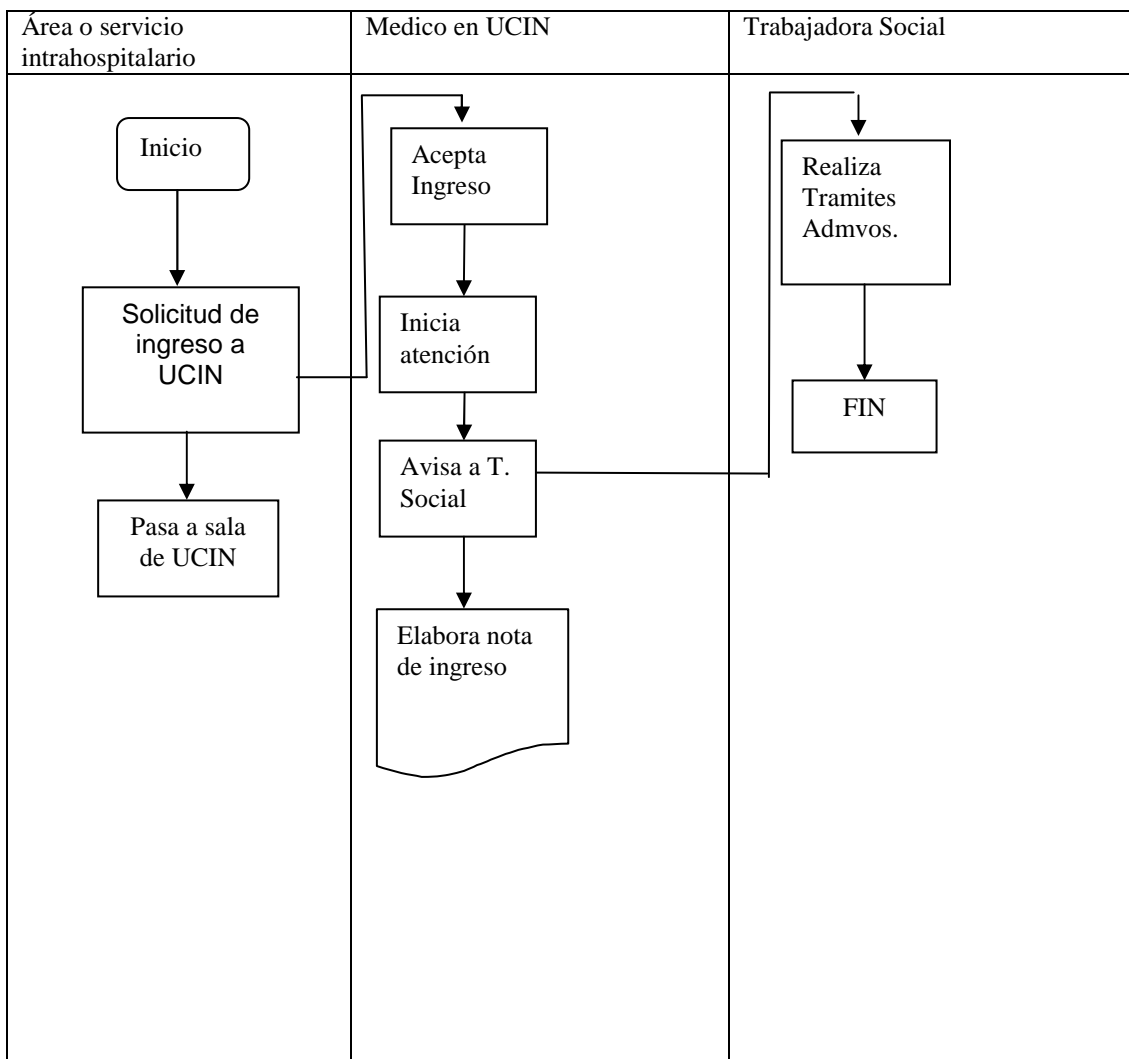 Área o servicio
intrahospitalario
Medico en UCIN
Trabajadora Social
Inicio
Solicitud de
ingreso a
UCIN
Pasa a sala
de UCIN
Acepta
Ingreso
Inicia
atención
Avisa a T.
Social
Elabora nota
de ingreso
Realiza
Tramites
Admvos.
FIN